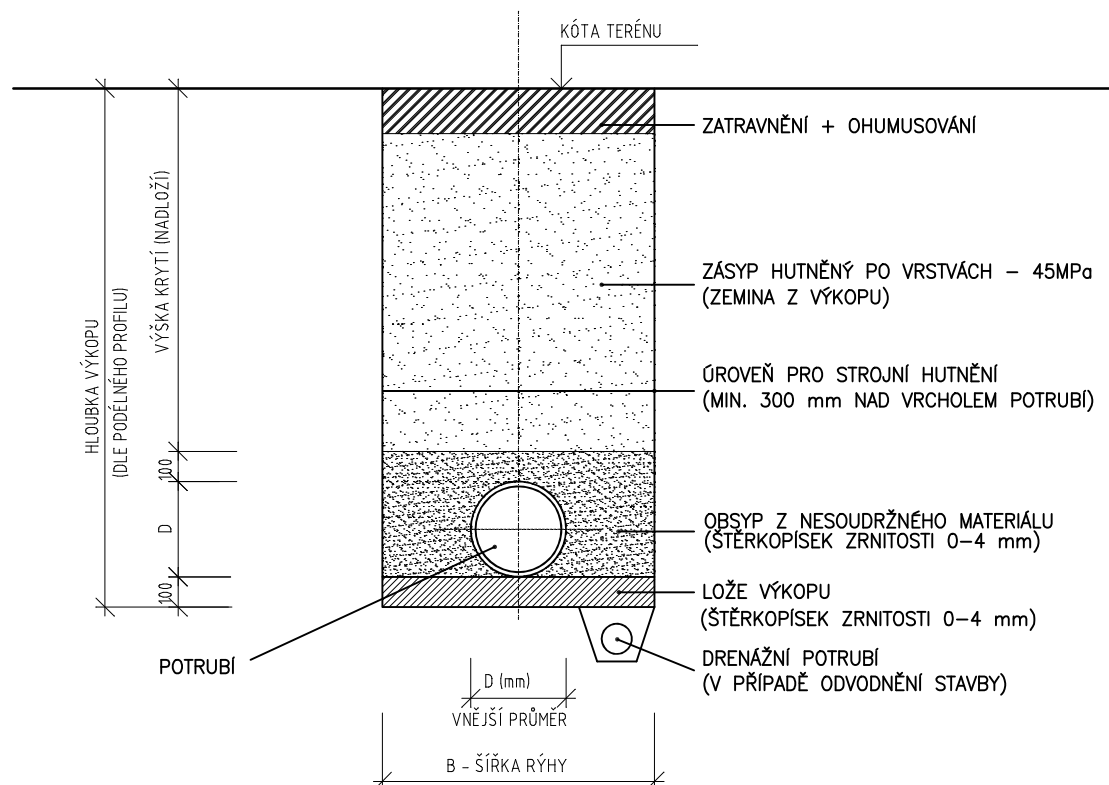 KÓTA TERÉNU
ZATRAVNĚNÍ + OHUMUSOVÁNÍ
ZÁSYP HUTNĚNÝ PO VRSTVÁCH – 45MPa
(ZEMINA Z VÝKOPU)
ÚROVEŇ PRO STROJNÍ HUTNĚNÍ
(MIN. 300 mm NAD VRCHOLEM POTRUBÍ)
OBSYP Z NESOUDRŽNÉHO MATERIÁLU
(ŠTĚRKOPÍSEK ZRNITOSTI 0–4 mm)
LOŽE VÝKOPU
(ŠTĚRKOPÍSEK ZRNITOSTI 0–4 mm)
DRENÁŽNÍ POTRUBÍ
(V PŘÍPADĚ ODVODNĚNÍ STAVBY)
HLOUBKA VÝKOPU
(DLE PODÉLNÉHO PROFILU)
VÝŠKA KRYTÍ (NADLOŽÍ)
100
D
100
POTRUBÍ
D (mm)
VNĚJŠÍ PRŮMĚR
B – ŠÍŘKA RÝHY